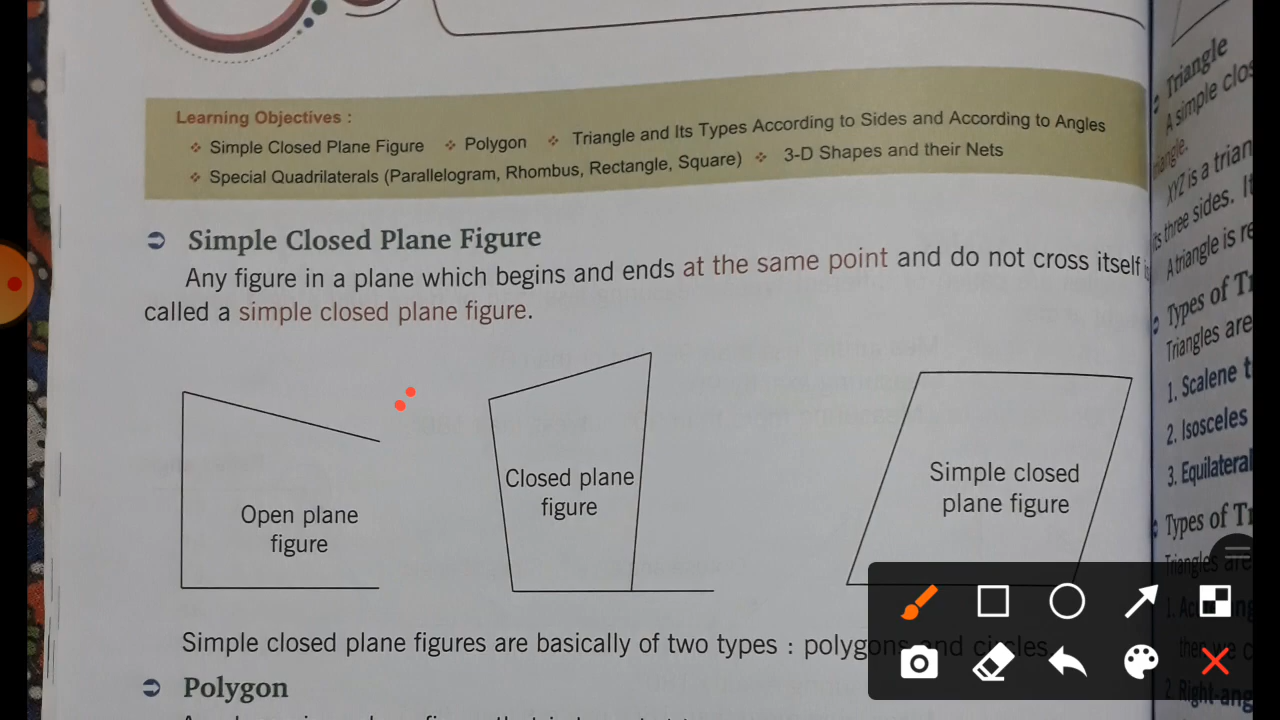 Learning Objectives :
❖ Simple Closed Plane Figure ❖ Polygon ❖ Triangle and Its Types According to Sides and According to Angles
❖ Special Quadrilaterals (Parallelogram, Rhombus, Rectangle, Square) ❖ 3-D Shapes and their Nets
Simple Closed Plane Figure
Any figure in a plane which begins and ends at the same point and do not cross itself
called a simple closed plane figure.
Open plane
figure
Closed plane
figure
Simple closed
plane figure
Simple closed plane figures are basically of two types : polygons and circles.
Polygon
Triangle
A simple
triangle.
XYZ is a
its three sides.
A triangle is
Types of
Triangles are
1. Scalene
2. Isosceles
3. Equilateral
Types of
Triangles are
1.
2. Right-ang